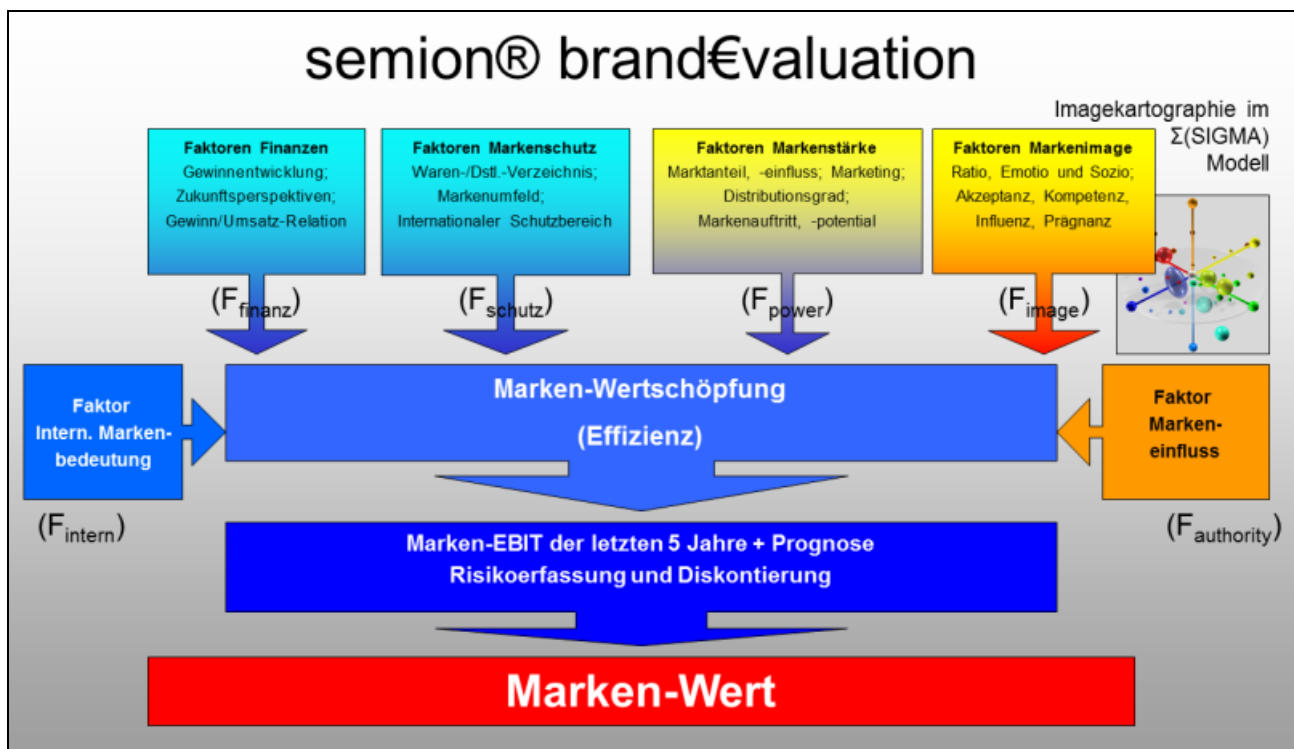 semion® brand€valuation
Imagekartographie im
Σ(SIGMA)
Modell
Faktoren Finanzen
Gewinnentwicklung;
Zukunftsperspektiven;
Gewinn/Umsatz-Relation
Faktoren Markenschutz
Waren-/Dstl.-Verzeichnis;
Markenumfeld;
Internationaler Schutzbereich
Faktoren Markenstärke
Marktanteil, -einfluss; Marketing;
Distributionsgrad;
Markenauftritt, -potential
Faktoren Markenimage
Ratio, Emotio und Sozio;
Akzeptanz, Kompetenz,
Influenz, Prägnanz
(Ffinanz)
(Fschutz)
(Fpower)
(Fimage)
Faktor
Intern. Marken-
bedeutung
(Fintern)
Marken-Wertschöpfung
(Effizienz)
Faktor
Marken-
einfluss
(Fauthority)
Marken-EBIT der letzten 5 Jahre + Prognose
Risikoerfassung und Diskontierung
Marken-Wert